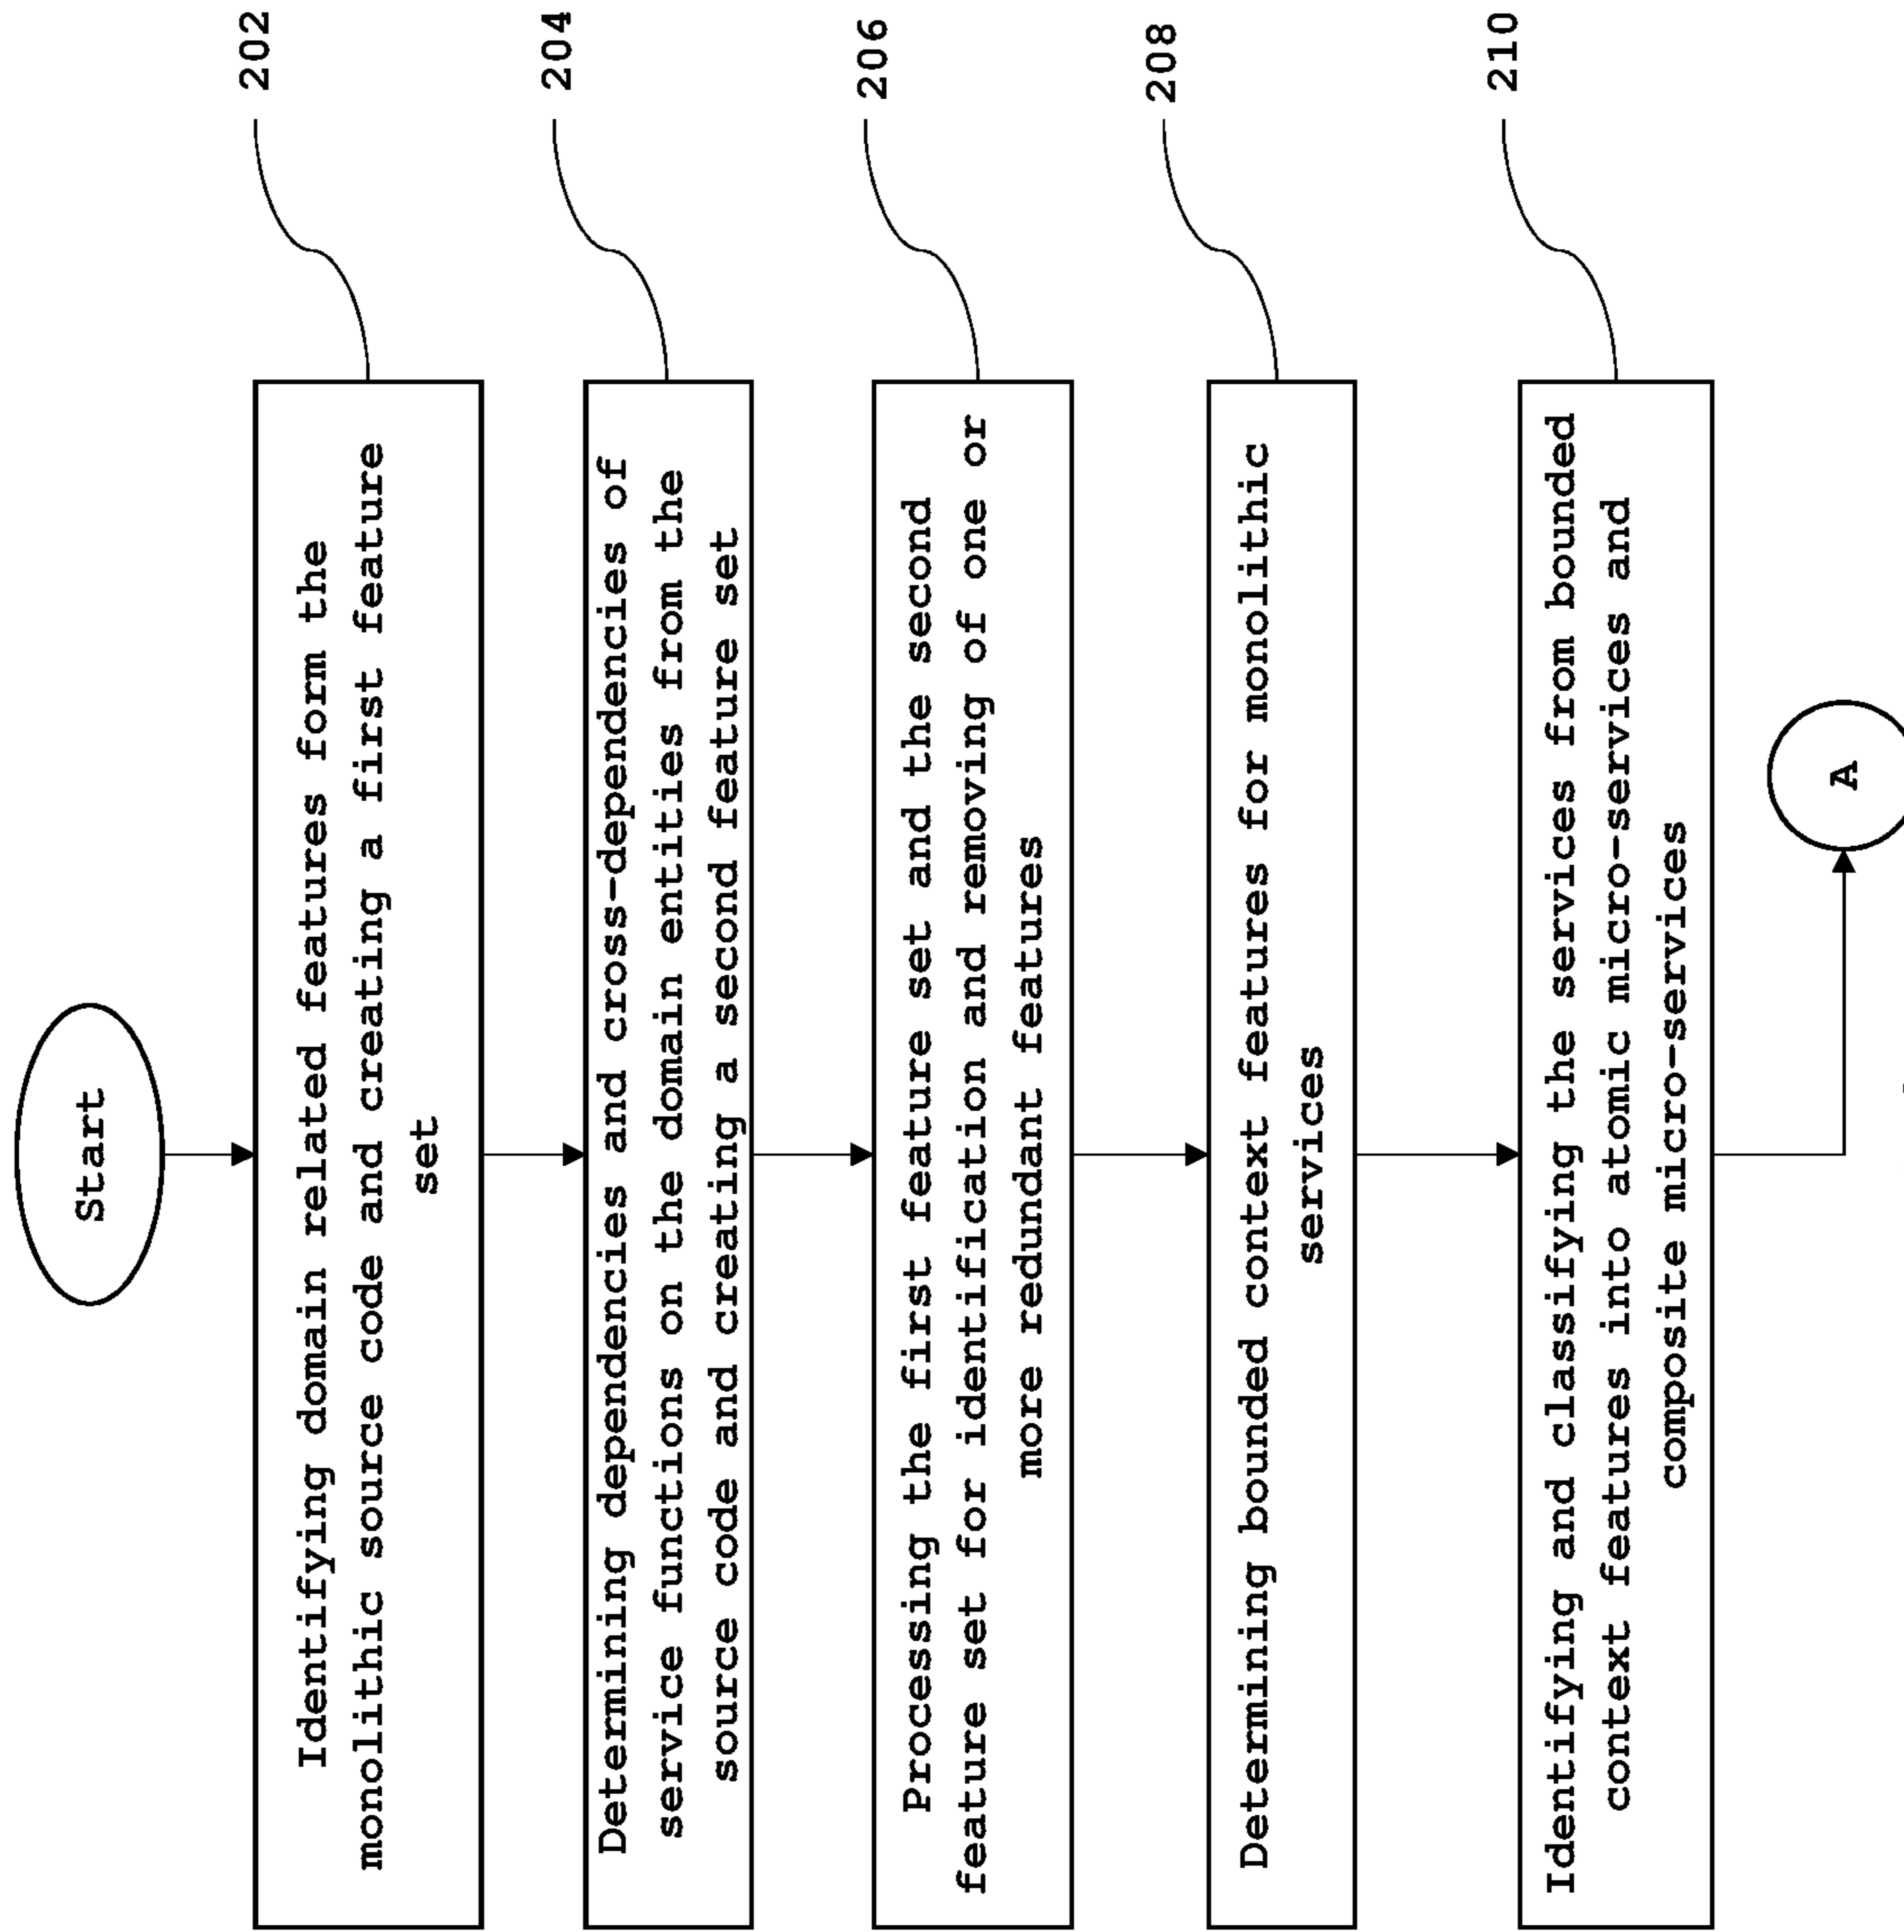 Start
202
Identifying domain related features form the
monolithic source code and creating a first feature
set
204
Determining dependencies and cross-dependencies of
service functions on the domain entities from the
source code and creating a second feature set
206
Processing the first feature set and the second
feature set for identification and removing of one or
more redundant features
208
Determining bounded context features for monolithic
services
210
Identifying and classifying the services from bounded
context features into atomic micro-services and
composite micro-services
A